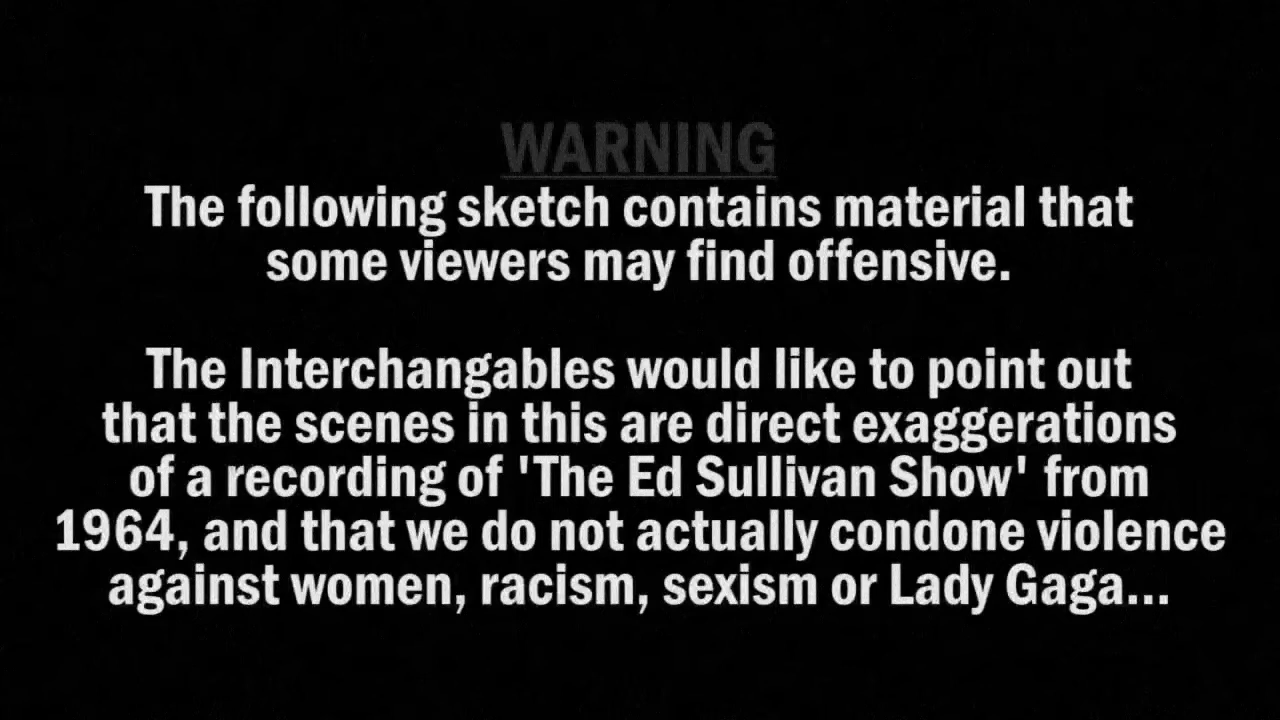 WARNING
The following sketch contains material that
some viewers may find offensive.
The Interchangables would like to point out
that the scenes in this are direct exaggerations
of a recording of 'The Ed Sullivan Show' from
1964, and that we do not actually condone violence
against women, racism, sexism or Lady Gaga...